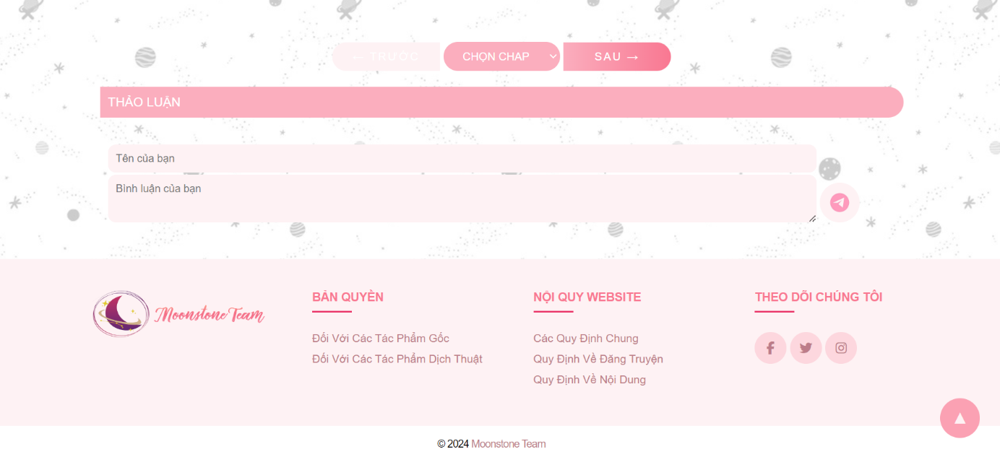 ← TRƯỚC
CHỌN CHAP
SAU →
THẢO LUẬN
Tên của bạn
Bình luận của bạn
Moonstone Team
BẢN QUYỀN
Đối Với Các Tác Phẩm Gốc
Đối Với Các Tác Phẩm Dịch Thuật
NỘI QUY WEBSITE
Các Quy Định Chung
Quy Định Về Đăng Truyện
Quy Định Về Nội Dung
THEO DÕI CHÚNG TÔI
© 2024 Moonstone Team